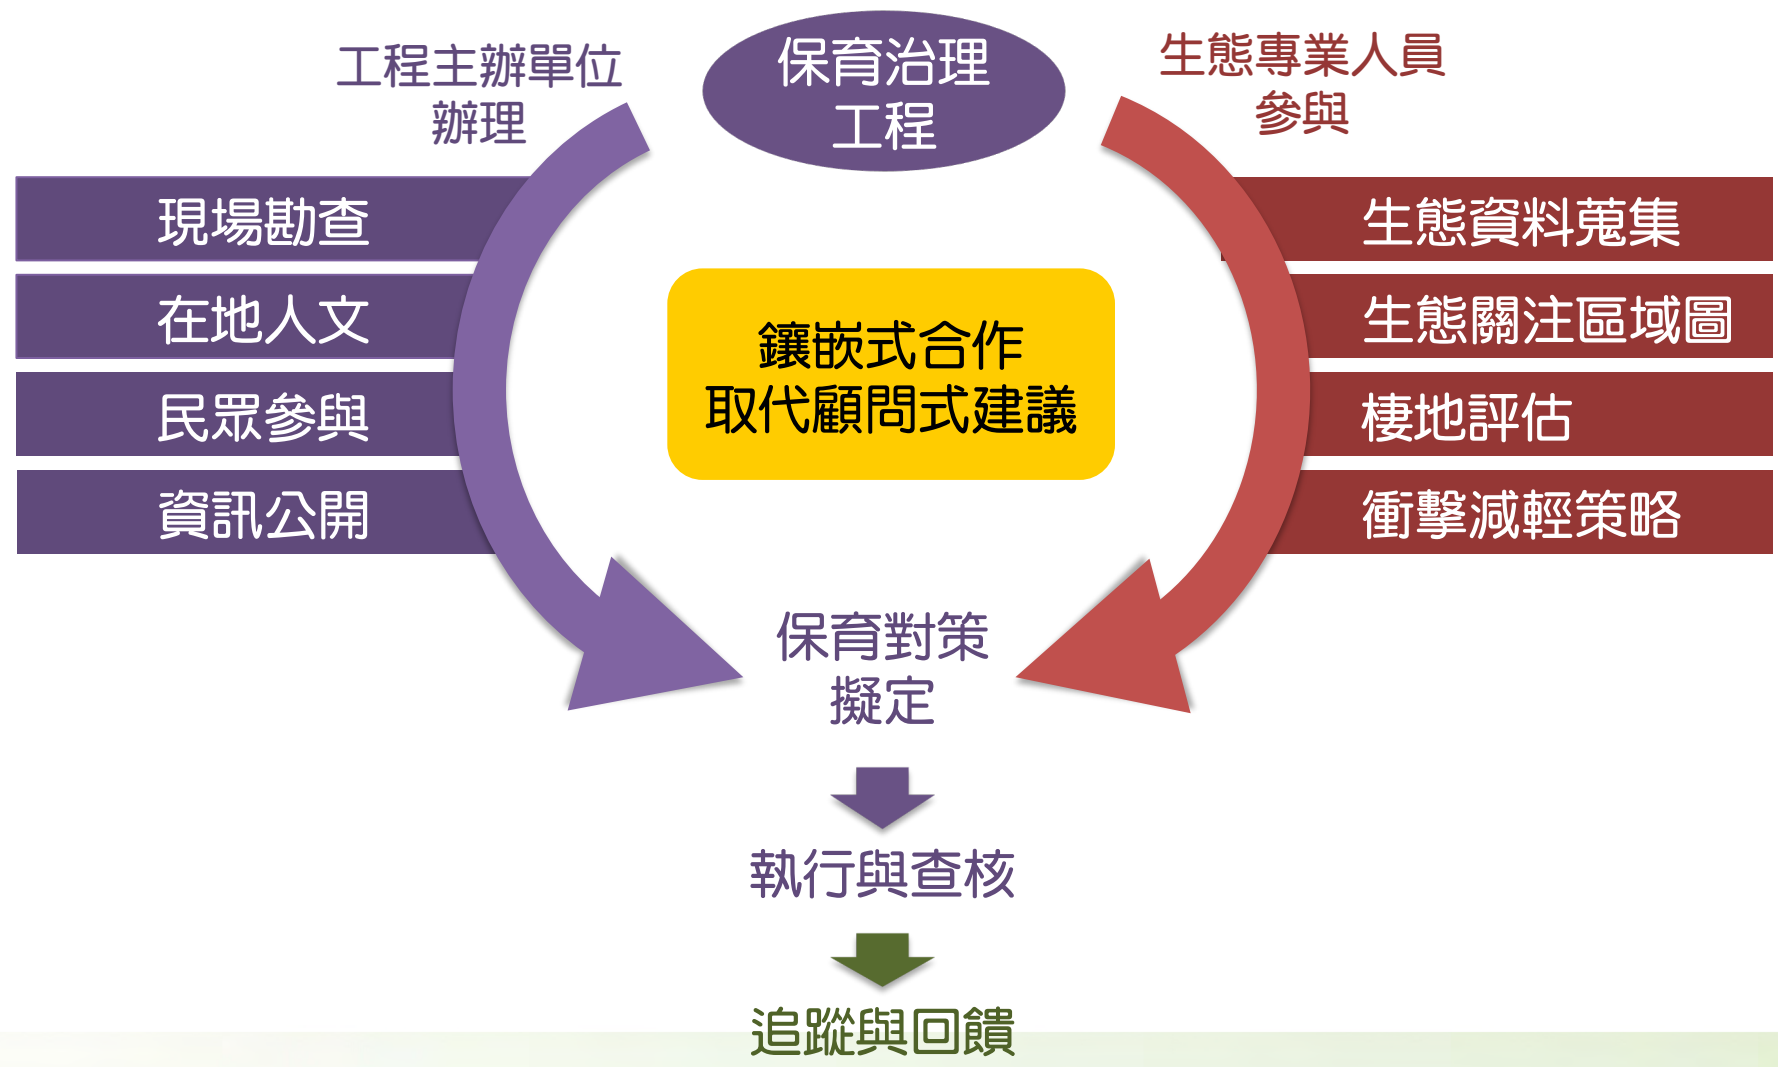 保育治理
工程
工程主辦單位
辦理
現場勘查
在地人文
民眾參與
資訊公開
生態專業人員
參與
生態資料蒐集
生態關注區域圖
棲地評估
衝擊減輕策略
鑲嵌式合作
取代顧問式建議
保育對策
擬定
執行與查核
追蹤與回饋